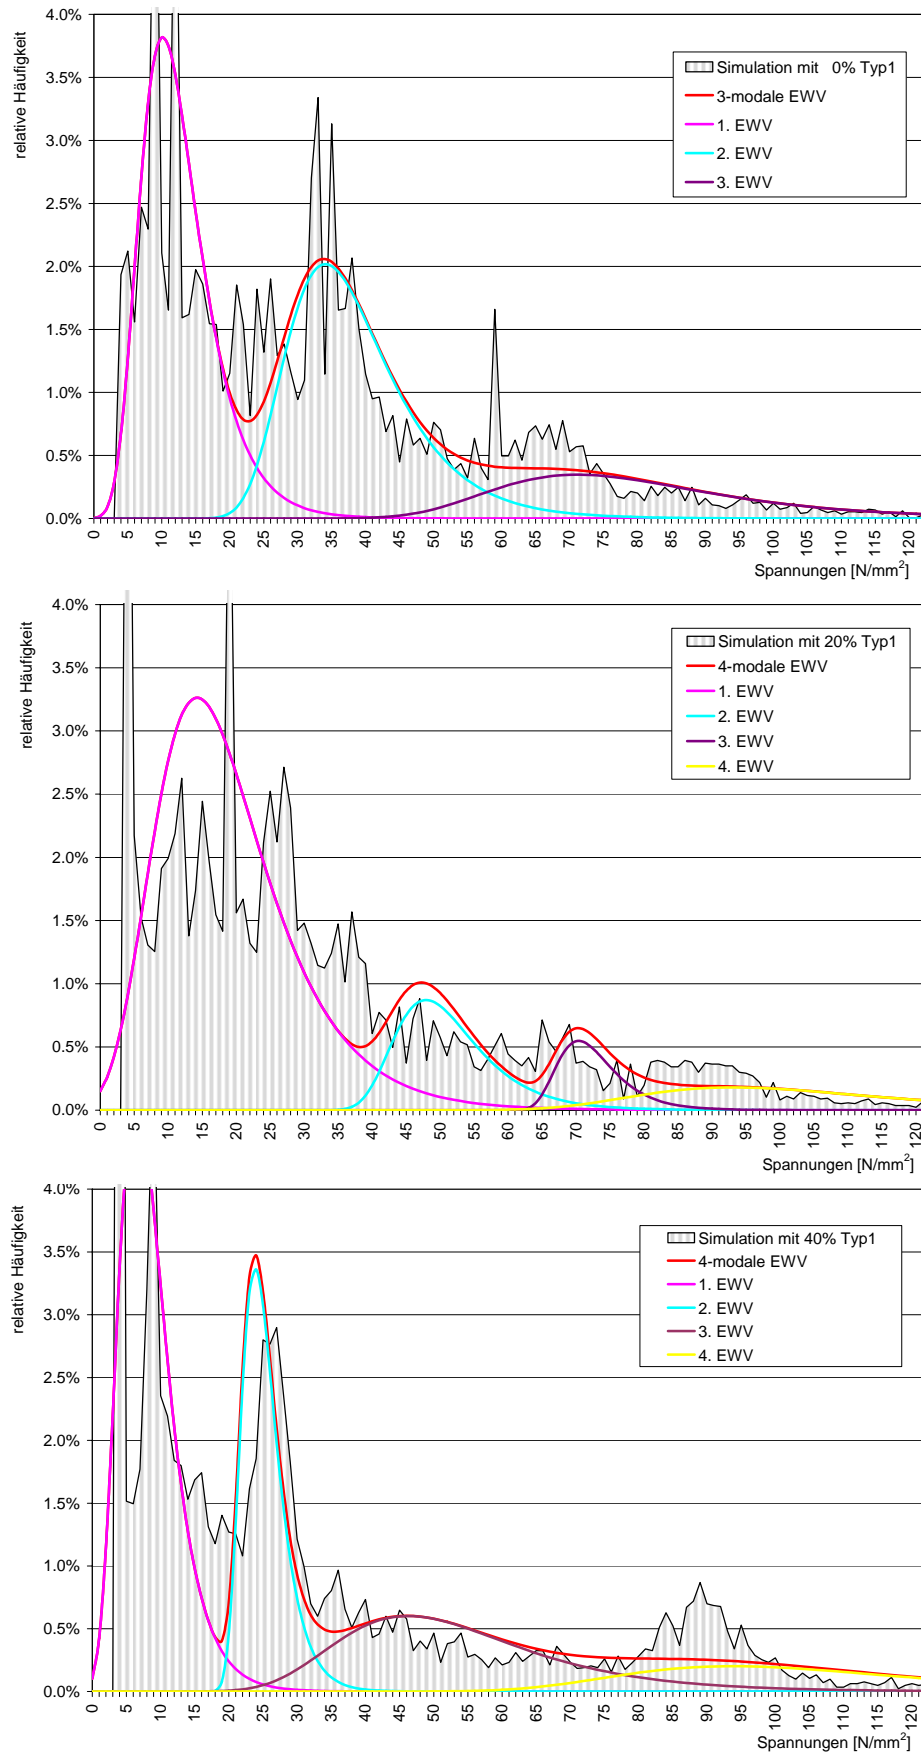 relative Häufigkeit
4.0%
3.5%
3.0%
2.5%
2.0%
1.5%
1.0%
0.5%
0.0%
Simulation mit 0% Typ1
3-modale EWV
1. EWV
2. EWV
3. EWV
0 5 10 15 20 25 30 35 40 45 50 55 60 65 70 75 80 85 90 95 100 105 110 115 120
Spannungen [N/mm²]
relative Häufigkeit
4.0%
3.5%
3.0%
2.5%
2.0%
1.5%
1.0%
0.5%
0.0%
Simulation mit 20% Typ1
4-modale EWV
1. EWV
2. EWV
3. EWV
4. EWV
0 5 10 15 20 25 30 35 40 45 50 55 60 65 70 75 80 85 90 95 100 105 110 115 120
Spannungen [N/mm²]
relative Häufigkeit
4.0%
3.5%
3.0%
2.5%
2.0%
1.5%
1.0%
0.5%
0.0%
Simulation mit 40% Typ1
4-modale EWV
1. EWV
2. EWV
3. EWV
4. EWV
0 5 10 15 20 25 30 35 40 45 50 55 60 65 70 75 80 85 90 95 100 105 110 115 120
Spannungen [N/mm²]